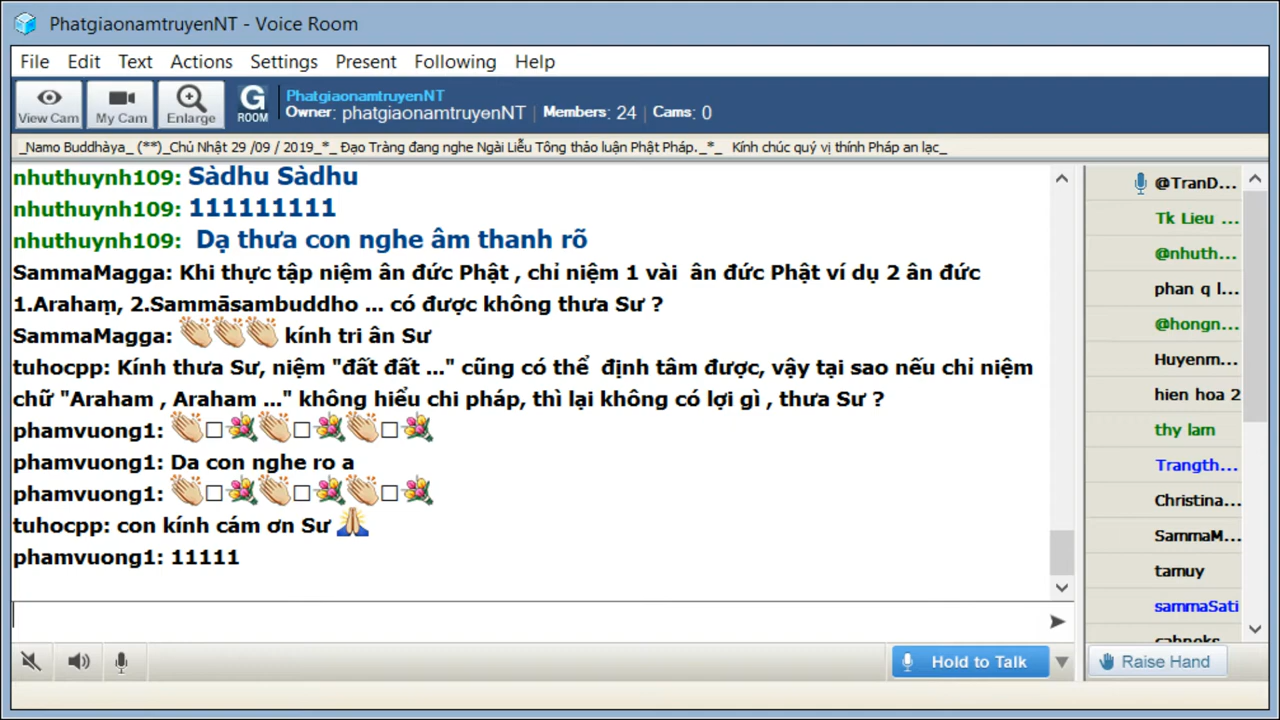 PhatgiaonamtruyenNT - Voice Room
File Edit Text Actions Settings Present Following Help
View Cam My Cam Enlarge G ROOM
PhatgiaonamtruyenNT
Owner: phatgiaonamtruyenNT | Members: 24 | Cams: 0
_Namo Buddhàya_ (**)_Chủ Nhật 29 /09 / 2019_*_ Đạo Tràng đang nghe Ngài Liễu Tông thảo luận Phật Pháp._*_ Kính chúc quý vị thính Pháp an lạc_
nhuthuynh109: Sàdhu Sàdhu
nhuthuynh109: 111111111
nhuthuynh109: Dạ thưa con nghe âm thanh rõ
SammaMagga: Khi thực tập niệm ân đức Phật , chỉ niệm 1 vài ân đức Phật ví dụ 2 ân đức
1.Arahaṃ, 2.Sammāsambuddho ... có được không thưa Sư ?
SammaMagga: 👏👏👏 kính tri ân Sư
tuhocpp: Kính thưa Sư, niệm "đất đất ..." cũng có thể định tâm được, vậy tại sao nếu chỉ niệm
chữ "Araham , Araham ..." không hiểu chi pháp, thì lại không có lợi gì , thưa Sư ?
phamvuong1: 👏□💐👏□💐👏□💐
phamvuong1: Da con nghe ro a
phamvuong1: 👏□💐👏□💐👏□💐
tuhocpp: con kính cám ơn Sư 🙏
phamvuong1: 11111
@TranD...
Tk Lieu ...
@nhuth...
phan q l...
@hongn...
Huyenm...
hien hoa 2
thy lam
Trangth...
Christina...
SammaM...
tamuy
sammaSati
Hold to Talk
Raise Hand